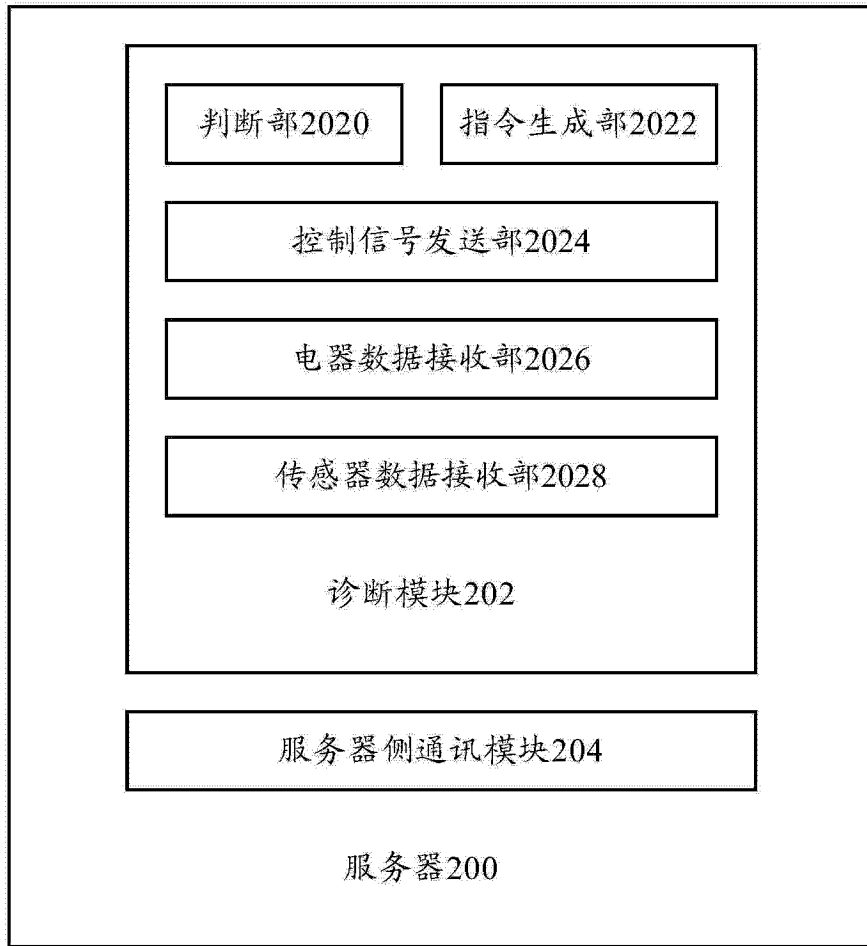 判断部2020
指令生成部2022
控制信号发送部2024
电器数据接收部2026
传感器数据接收部2028
诊断模块202
服务器侧通讯模块204
服务器200